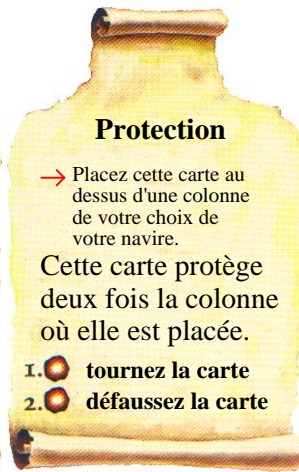 Protection
→ Placez cette carte au
dessus d'une colonne
de votre choix de
votre navire.
Cette carte protège
deux fois la colonne
où elle est placée.
1. tournez la carte
2. défaussez la carte